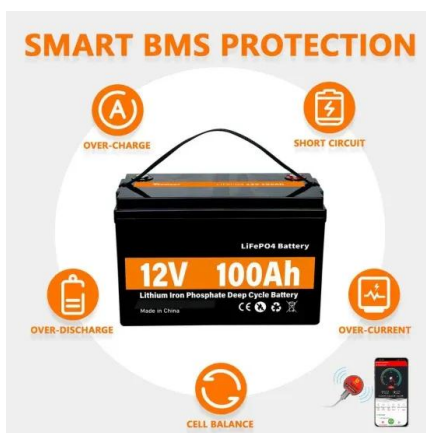 SMART BMS PROTECTION
OVER-CHARGE
SHORT CIRCUIT
LiFePO4 Battery
12V 100Ah
Lithium Iron Phosphate Deep Cycle Battery
Made in China
CE
OVER-DISCHARGE
OVER-CURRENT
CELL BALANCE